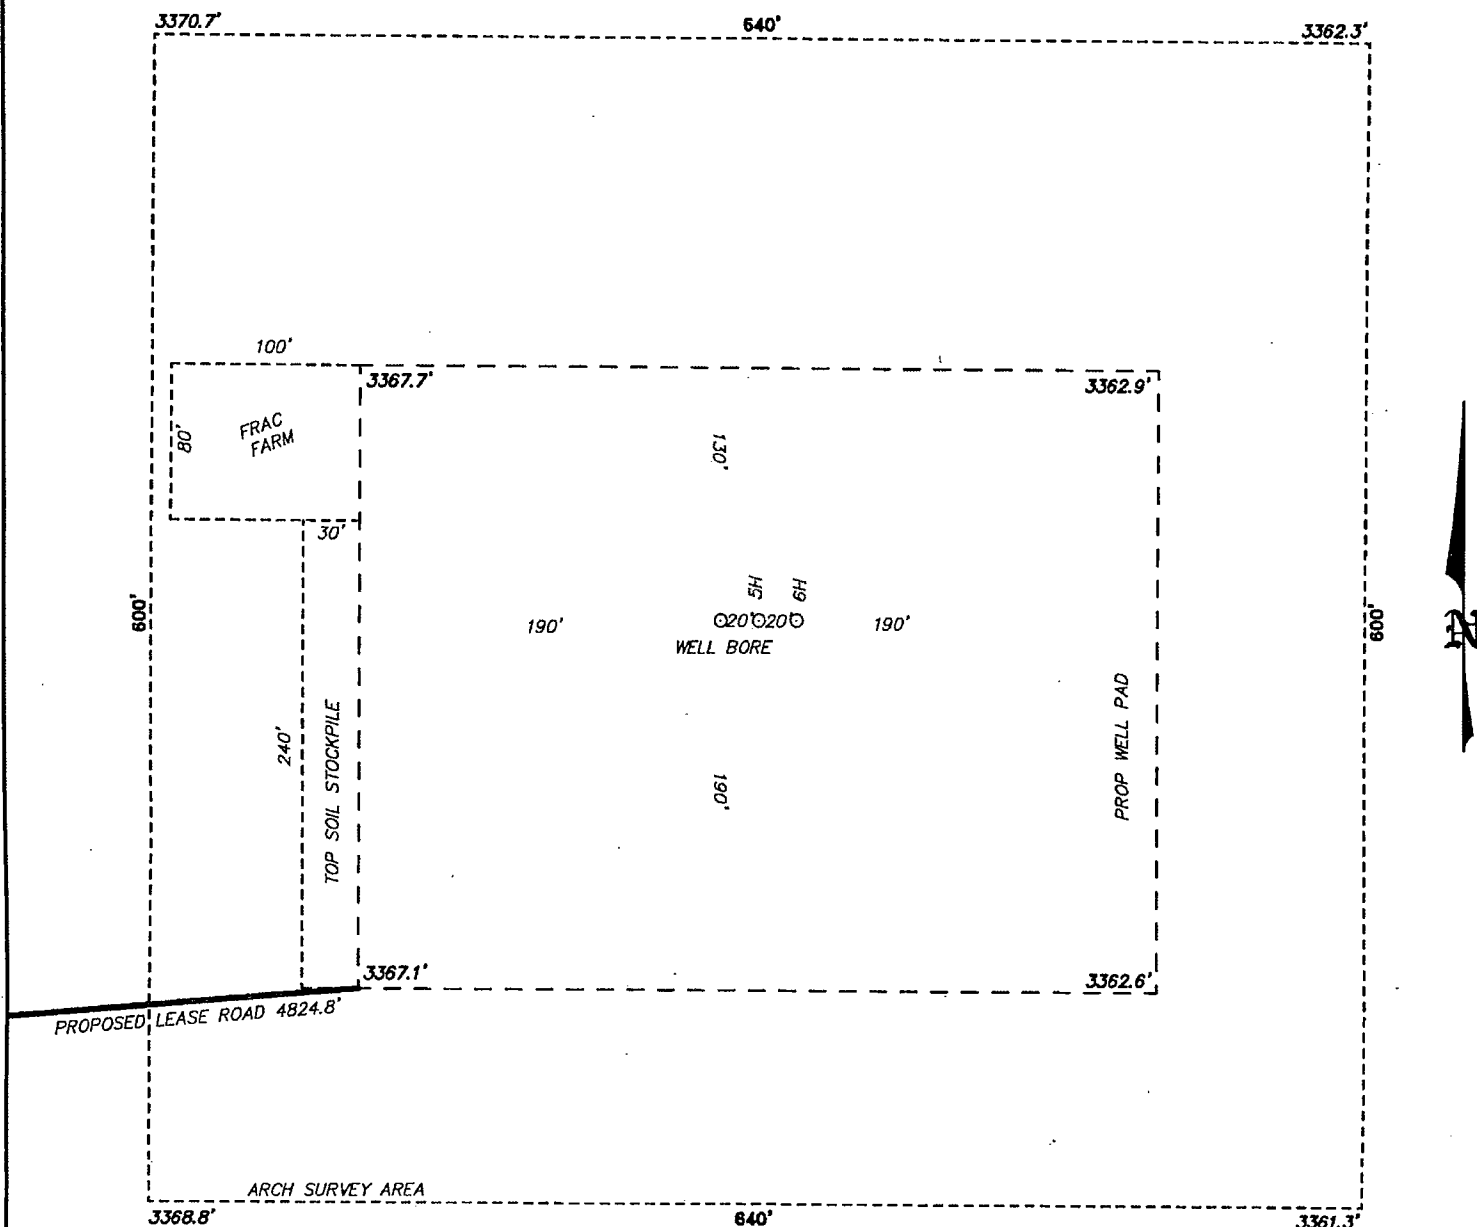 3370.7' 640' 3362.3'
100'
3367.7' 3362.9'
80'
FRAC
FARM
130'
30'
5H 6H
600' 190' 20' 20' 190' 600'
WELL BORE
N
240'
TOP SOIL STOCKPILE
PROP WELL PAD
190'
3367.1' 3362.6'
PROPOSED LEASE ROAD 4824.8'
ARCH SURVEY AREA
3368.8' 640' 3361.3'